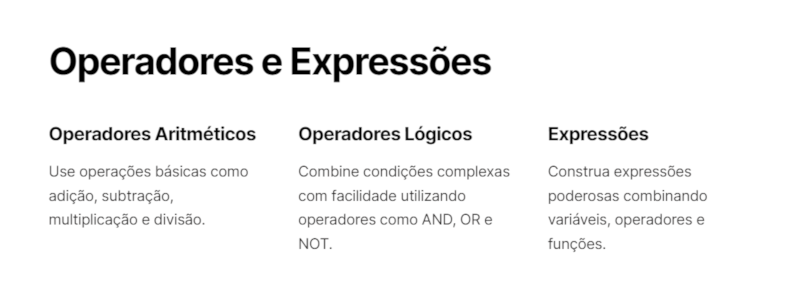 Operadores e Expressões
Operadores Aritméticos
Use operações básicas como
adição, subtração,
multiplicação e divisão.
Operadores Lógicos
Combine condições complexas
com facilidade utilizando
operadores como AND, OR e
NOT.
Expressões
Construa expressões
poderosas combinando
variáveis, operadores e
funções.